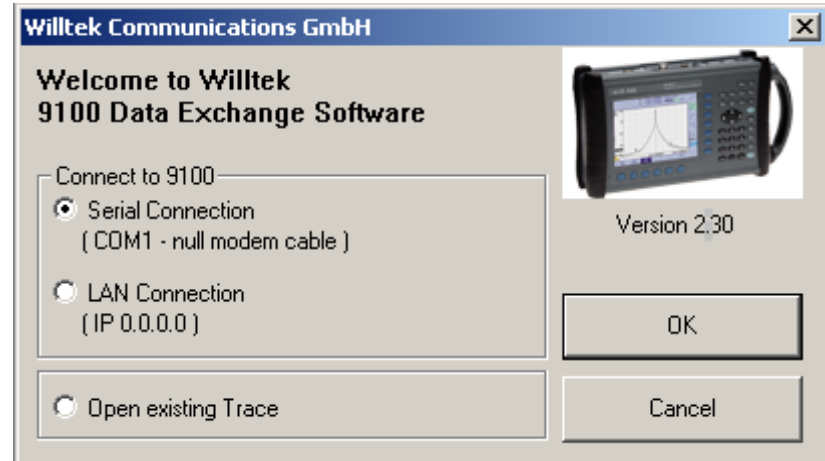 Willtek Communications GmbH
Welcome to Willtek
9100 Data Exchange Software
Connect to 9100
Serial Connection
( COM1 - null modem cable )
LAN Connection
( IP 0.0.0.0 )
Open existing Trace
Version 2.30
OK
Cancel